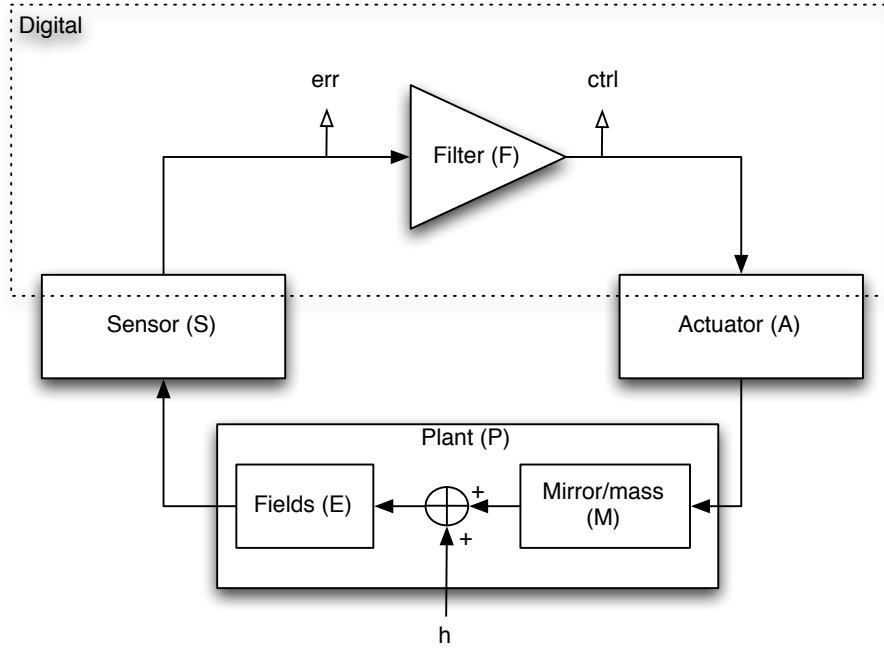 Digital
err
ctrl
Filter (F)
Sensor (S)
Actuator (A)
Plant (P)
Fields (E)
+
Mirror/mass
(M)
+
h